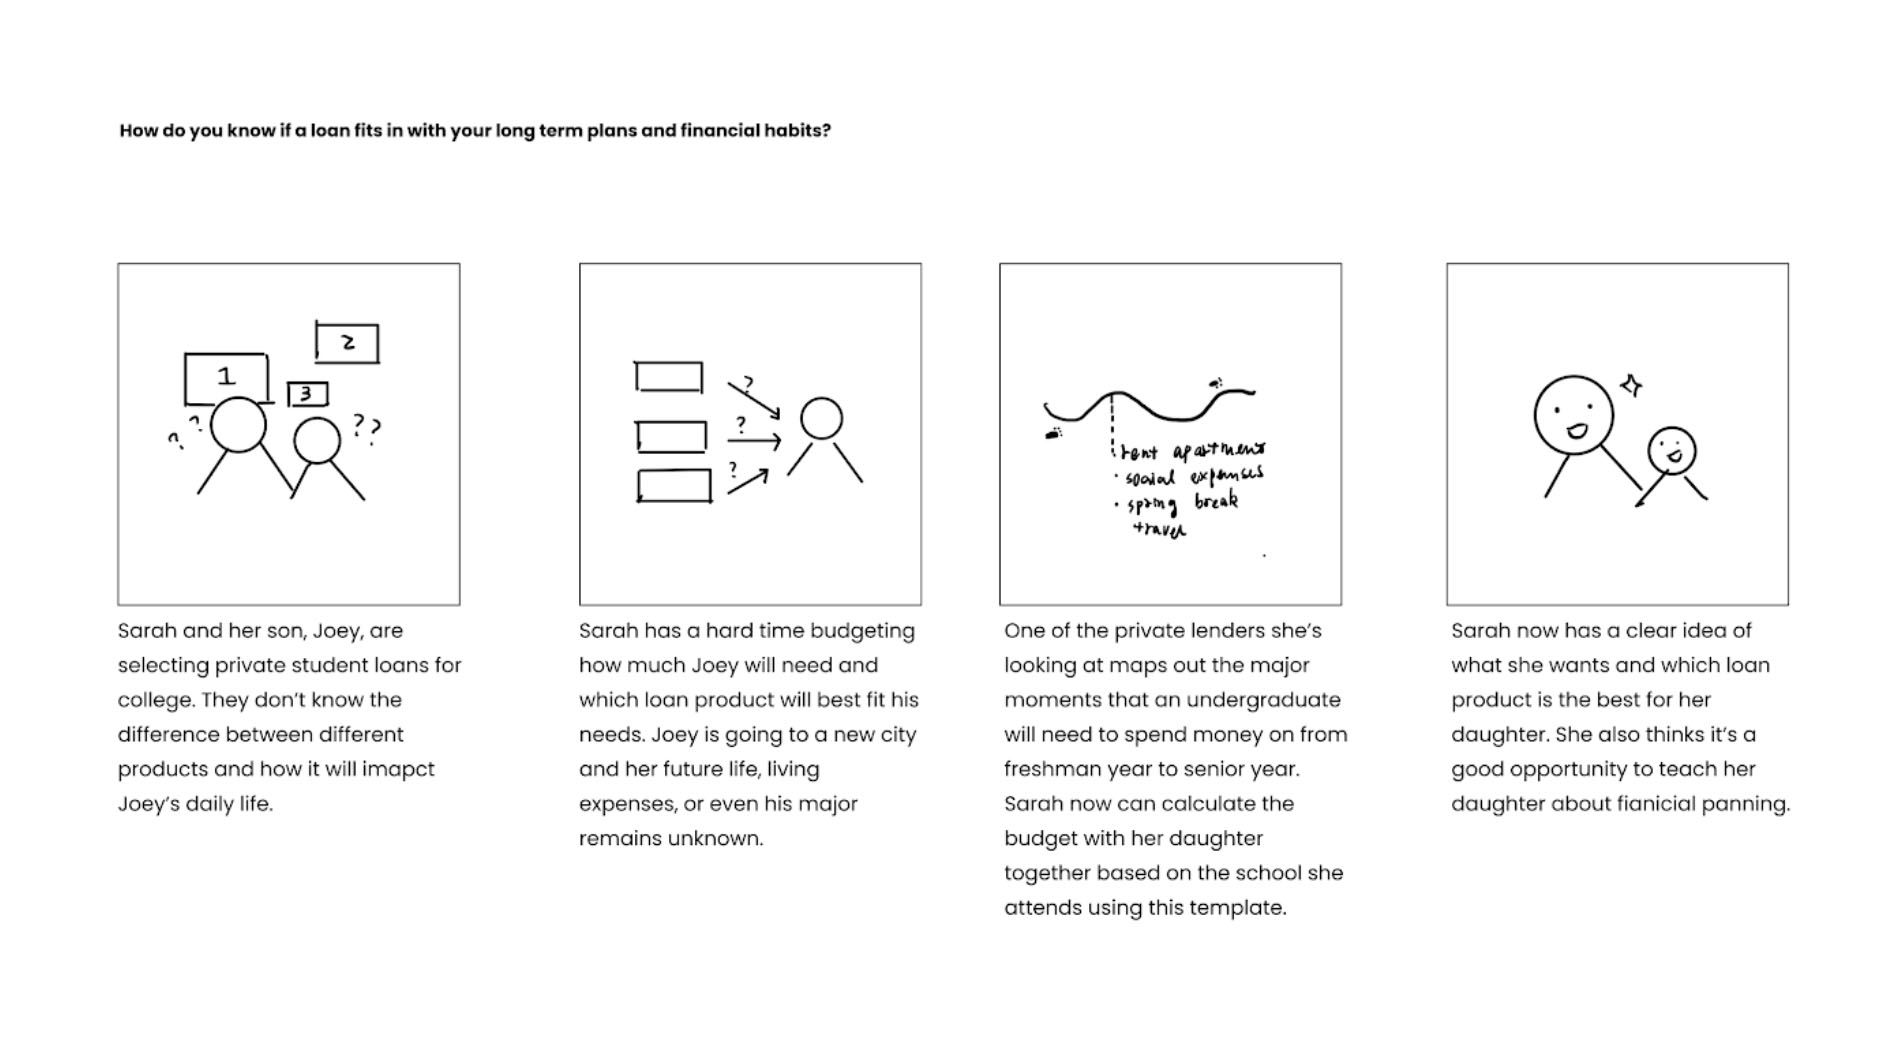 How do you know if a loan fits in with your long term plans and financial habits?
1
2
3
? ?
? ?
Sarah and her son, Joey, are
selecting private student loans for
college. They don't know the
difference between different
products and how it will imapct
Joey's daily life.
?
?
?
Sarah has a hard time budgeting
how much Joey will need and
which loan product will best fit his
needs. Joey is going to a new city
and her future life, living
expenses, or even his major
remains unknown.
rent apartment
· social expenses
· spring break
travel
One of the private lenders she's
looking at maps out the major
moments that an undergraduate
will need to spend money on from
freshman year to senior year.
Sarah now can calculate the
budget with her daughter
together based on the school she
attends using this template.
Sarah now has a clear idea of
what she wants and which loan
product is the best for her
daughter. She also thinks it's a
good opportunity to teach her
daughter about fianicial panning.